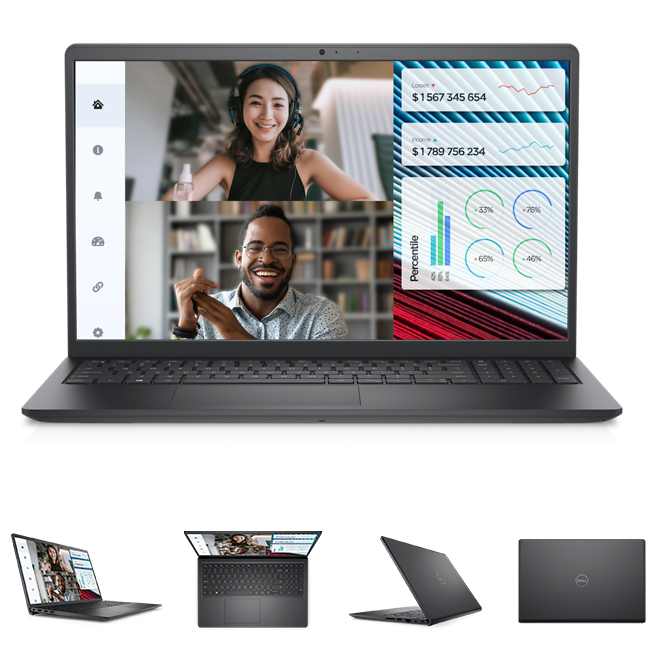 Losses
$ 1 567 345 654
Income
$ 1 789 756 234
Percentile
33%
76%
65%
46%
DELL